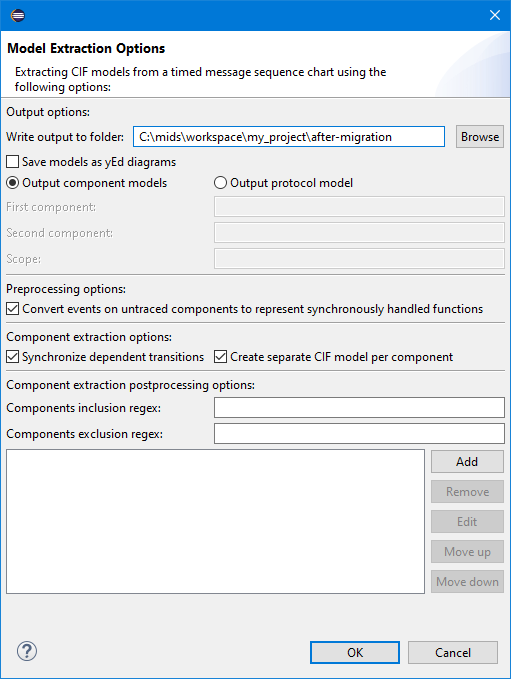 Model Extraction Options
Extracting CIF models from a timed message sequence chart using the
following options:
Output options:
Write output to folder: C:\mids\workspace\my_project\after-migration Browse
Save models as yEd diagrams
Output component models Output protocol model
First component:
Second component:
Scope:
Preprocessing options:
Convert events on untraced components to represent synchronously handled functions
Component extraction options:
Synchronize dependent transitions Create separate CIF model per component
Component extraction postprocessing options:
Components inclusion regex:
Components exclusion regex:
Add
Remove
Edit
Move up
Move down
? OK Cancel